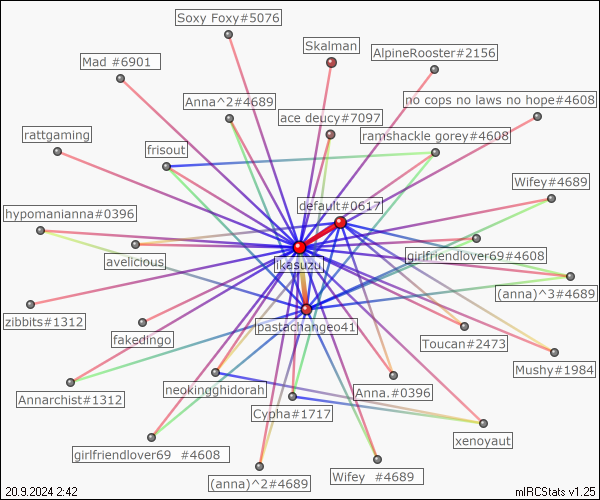 Soxy Foxy#5076
Skalman
AlpineRooster#2156
Mad #6901
Anna^2#4689
no cops no laws no hope#4608
ace deucy#7097
rattgaming
ramshackle gorey#4608
frisout
Wifey#4689
default#0617
hypomanianna#0396
avelicious
ikasuzu
girlfriendlover69#4608
(anna)^3#4689
zibbits#1312
fakedingo
pastachangeo41
Toucan#2473
Mushy#1984
Annarchist#1312
neokingghidorah
Anna.#0396
Cypha#1717
xenoyaut
girlfriendlover69 #4608
(anna)^2#4689
Wifey #4689
20.9.2024 2:42
mIRCStats v1.25